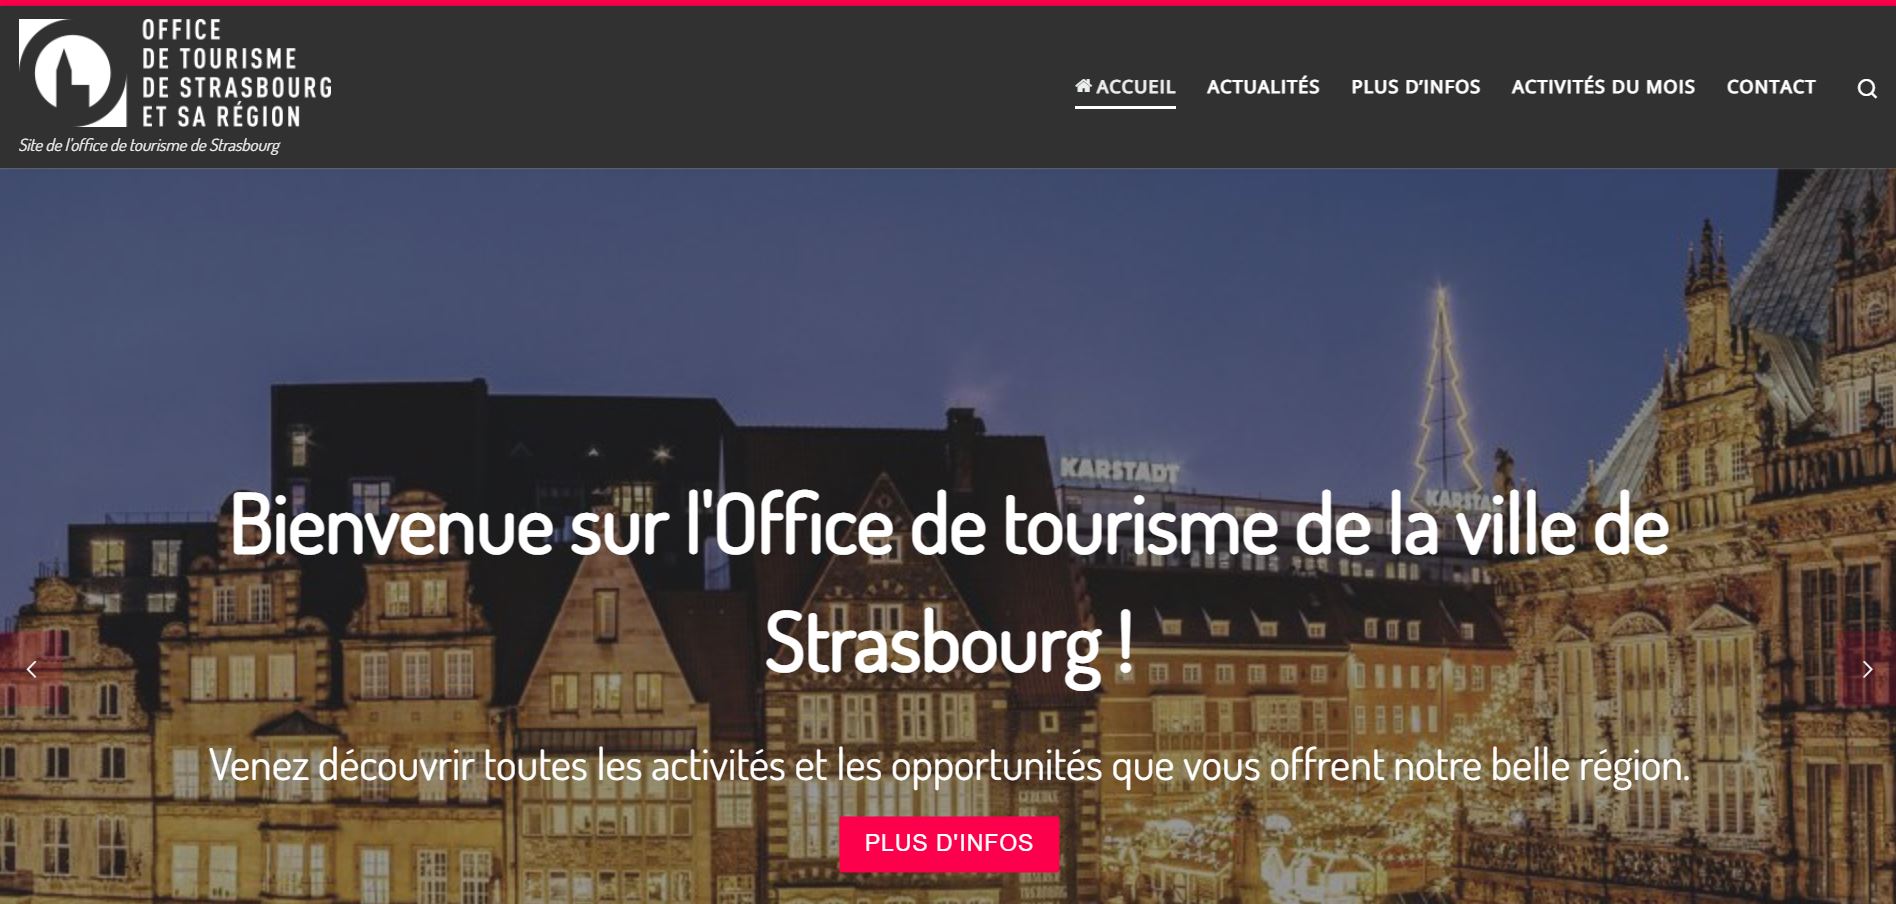 OFFICE
DE TOURISME
DE STRASBOURG
ET SA RÉGION
Site de l'office de tourisme de Strasbourg
ACCUEIL ACTUALITÉS PLUS D’INFOS ACTIVITÉS DU MOIS CONTACT
KARSTADT
Bienvenue sur l'Office de tourisme de la ville de
Strasbourg !
Venez découvrir toutes les activités et les opportunités que vous offrent notre belle région.
PLUS D'INFOS